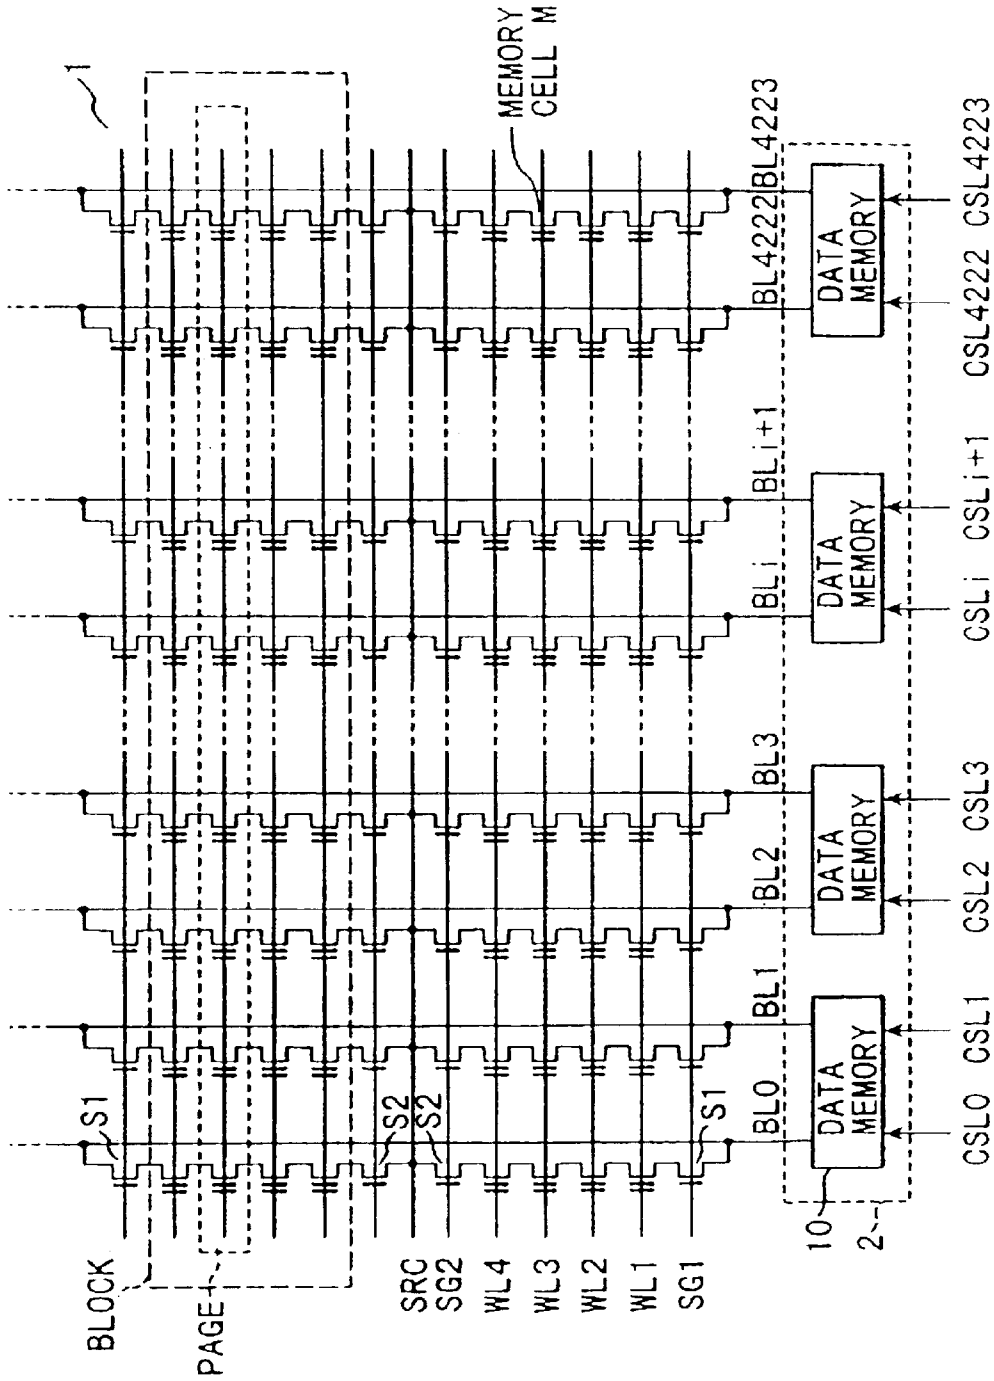 1
BLOCK
PAGE
S1
S2
S2
S1
SRC
SG2
WL4
WL3
WL2
WL1
SG1
MEMORY
CELL M
BL0
BL1
BL2
BL3
BLi
BLi+1
BL4222
BL4223
10
2
DATA
MEMORY
DATA
MEMORY
DATA
MEMORY
DATA
MEMORY
CSL0
CSL1
CSL2
CSL3
CSLi
CSLi+1
CSL4222
CSL4223